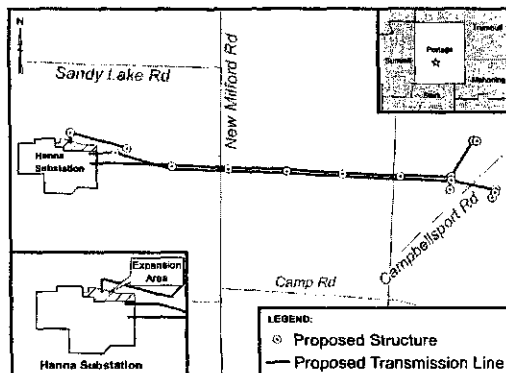 N
Sandy Lake Rd
New Milford Rd
Trumbull
Portage
Summit
Mahoning
Stark
Hanna
Substation
Campbellsport Rd
Expansion
Area
Camp Rd
Hanna Substation
LEGEND:
Proposed Structure
Proposed Transmission Line